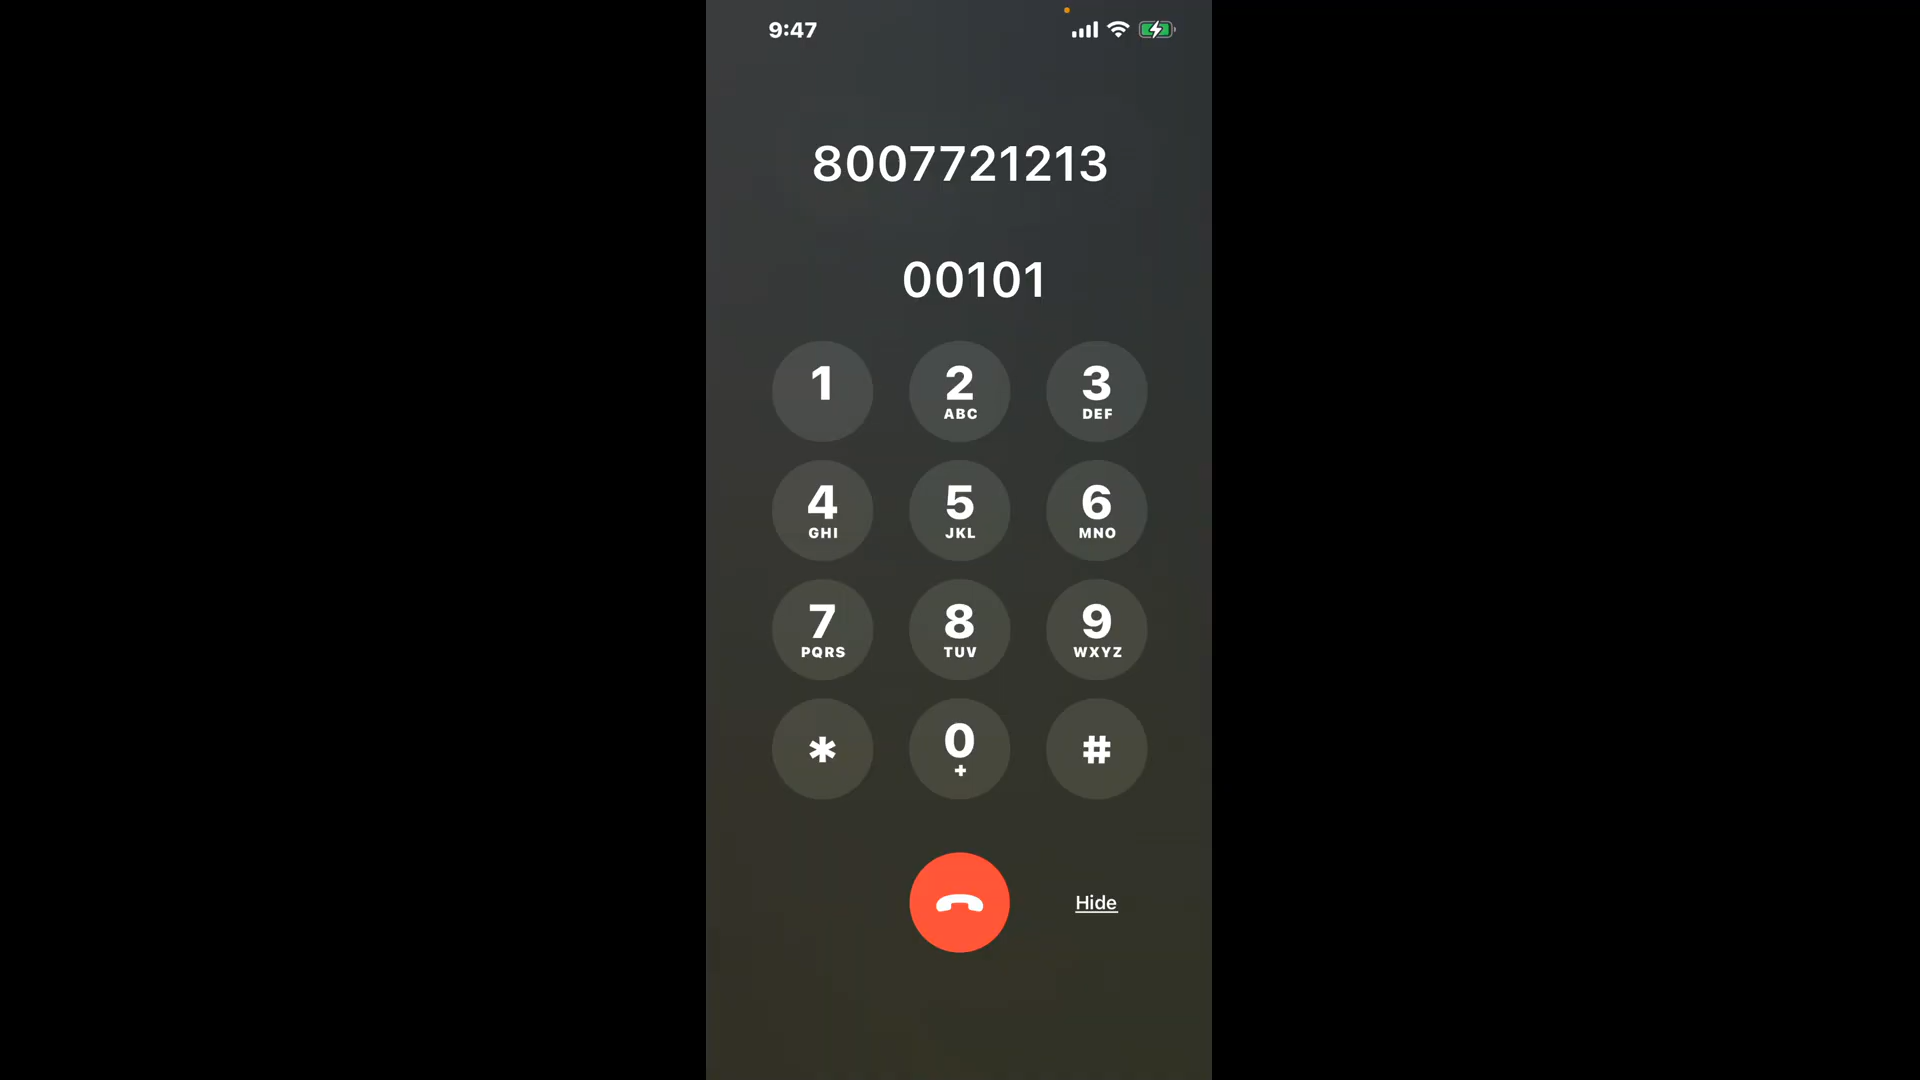 9:47
8007721213
00101
1 2 3
ABC DEF
4 5 6
GHI JKL MNO
7 8 9
PQRS TUV WXYZ
* 0 #
+
Hide